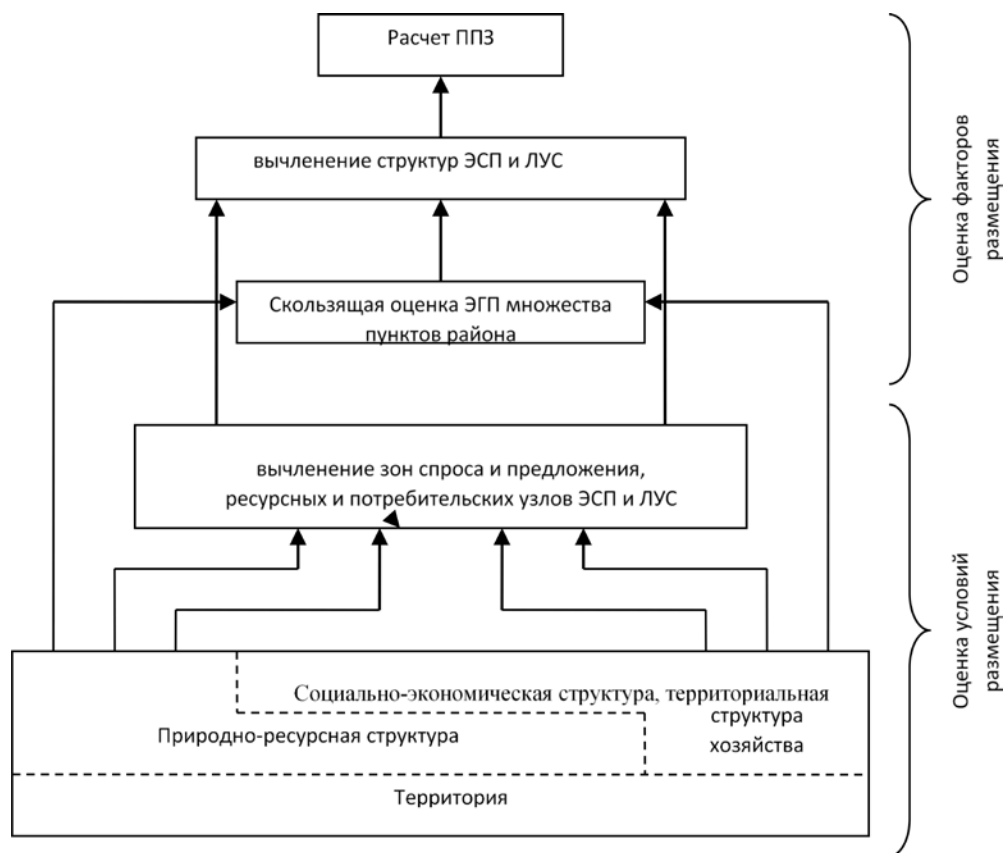 Расчет ППЗ
вычленение структур ЭСП и ЛУС
Скользящая оценка ЭГП множества
пунктов района
вычленение зон спроса и предложения,
ресурсных и потребительских узлов ЭСП и ЛУС
Социально-экономическая структура, территориальная
структура
хозяйства
Природно-ресурсная структура
Территория
Оценка факторов
размещения
Оценка условий
размещения